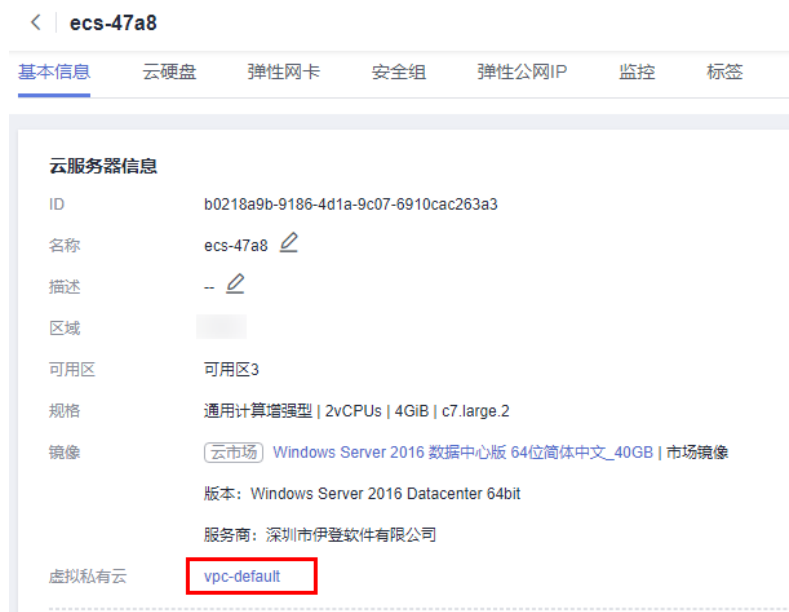 ecs-47a8
基本信息 云硬盘 弹性网卡 安全组 弹性公网IP 监控 标签
云服务器信息
ID b0218a9b-9186-4d1a-9c07-6910cac263a3
名称 ecs-47a8
描述 --
区域
可用区 可用区3
规格 通用计算增强型 | 2vCPUs | 4GiB | c7.large.2
镜像 云市场 Windows Server 2016 数据中心版 64位简体中文_40GB | 市场镜像
版本：Windows Server 2016 Datacenter 64bit
服务商：深圳市伊登软件有限公司
虚拟私有云 vpc-default